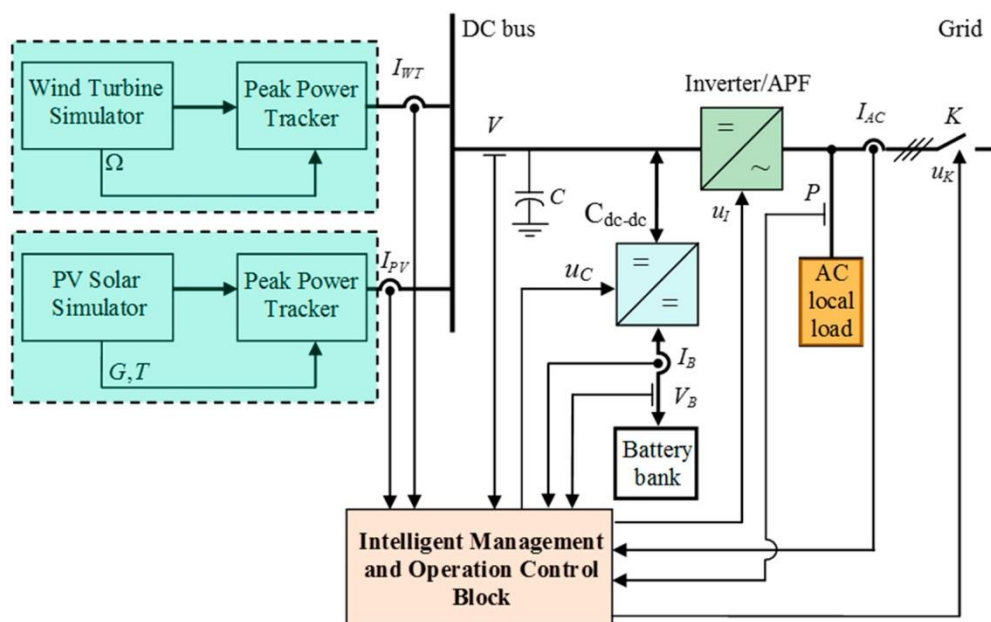 DC bus
Grid
Wind Turbine
Simulator
Peak Power
Tracker
Ω
I_WT
PV Solar
Simulator
Peak Power
Tracker
G,T
I_PV
V
C
C_dc-dc
Inverter/APF
=
~
u_I
I_AC
K
u_K
P
AC
local
load
u_C
=
=
I_B
V_B
Battery
bank
Intelligent Management
and Operation Control
Block